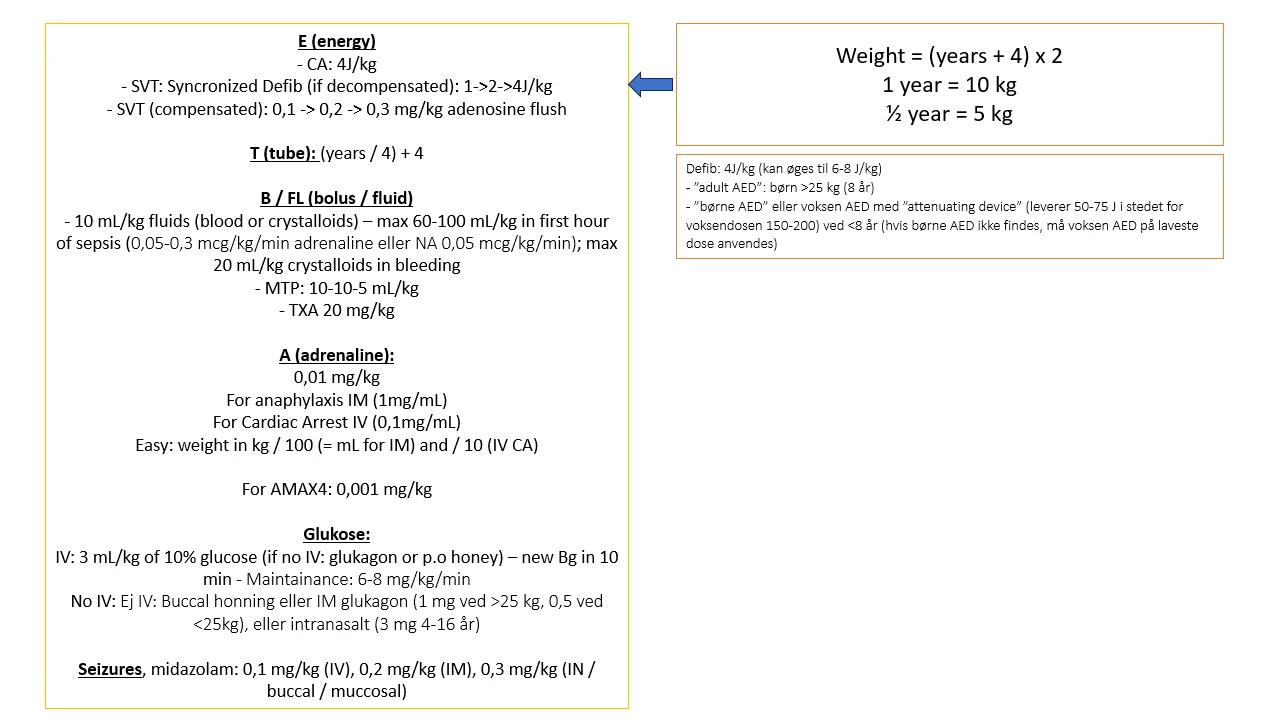 E (energy)
- CA: 4J/kg
- SVT: Syncronized Defib (if decompensated): 1->2->4J/kg
- SVT (compensated): 0,1 -> 0,2 -> 0,3 mg/kg adenosine flush
T (tube): (years / 4) + 4
B / FL (bolus / fluid)
- 10 mL/kg fluids (blood or crystalloids) – max 60-100 mL/kg in first hour
of sepsis (0,05-0,3 mcg/kg/min adrenaline eller NA 0,05 mcg/kg/min); max
20 mL/kg crystalloids in bleeding
- MTP: 10-10-5 mL/kg
- TXA 20 mg/kg
A (adrenaline):
0,01 mg/kg
For anaphylaxis IM (1mg/mL)
For Cardiac Arrest IV (0,1mg/mL)
Easy: weight in kg / 100 (= mL for IM) and / 10 (IV CA)
For AMAX4: 0,001 mg/kg
Glukose:
IV: 3 mL/kg of 10% glucose (if no IV: glukagon or p.o honey) – new Bg in 10
min - Maintainance: 6-8 mg/kg/min
No IV: Ej IV: Buccal honning eller IM glukagon (1 mg ved >25 kg, 0,5 ved
<25kg), eller intranasalt (3 mg 4-16 år)
Seizures, midazolam: 0,1 mg/kg (IV), 0,2 mg/kg (IM), 0,3 mg/kg (IN /
buccal / muccosal)
Weight = (years + 4) x 2
1 year = 10 kg
½ year = 5 kg
Defib: 4J/kg (kan øges til 6-8 J/kg)
- ”adult AED”: børn >25 kg (8 år)
- ”børne AED” eller voksen AED med ”attenuating device” (leverer 50-75 J i stedet for
voksendosen 150-200) ved <8 år (hvis børne AED ikke findes, må voksen AED på laveste
dose anvendes)